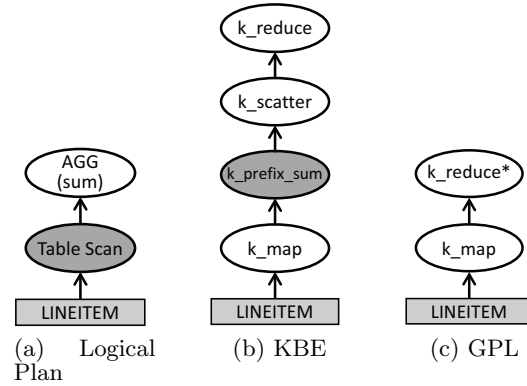 AGG
(sum)
Table Scan
LINEITEM
(a) Logical
Plan
k_reduce
k_scatter
k_prefix_sum
k_map
LINEITEM
(b) KBE
k_reduce*
k_map
LINEITEM
(c) GPL